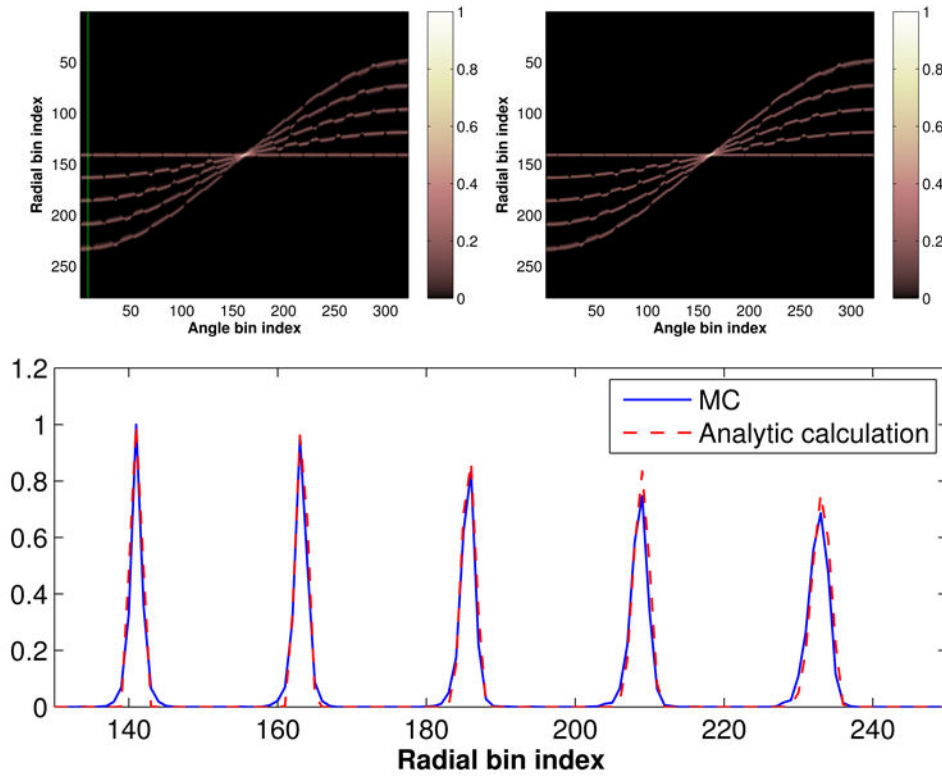 1
50
0.8
100
0.6
150
0.4
200
0.2
250
0
50 100 150 200 250 300
Radial bin index
Angle bin index
1
50
0.8
100
0.6
150
0.4
200
0.2
250
0
50 100 150 200 250 300
Radial bin index
Angle bin index
1.2
1
0.8
0.6
0.4
0.2
0
MC
Analytic calculation
140 160 180 200 220 240
Radial bin index